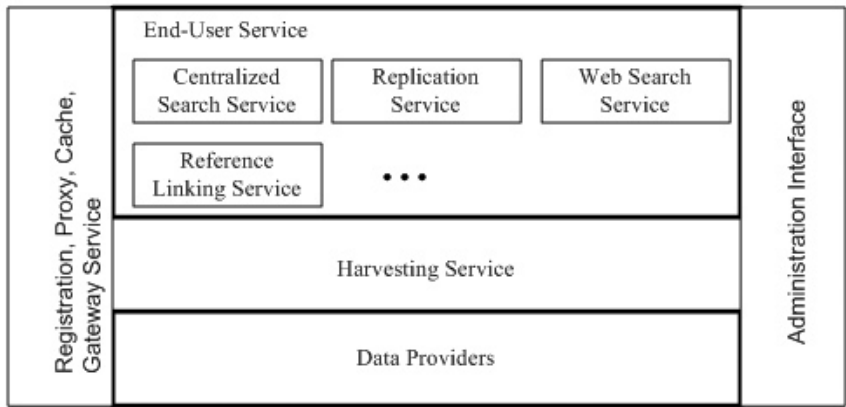 End-User Service
Centralized
Search Service
Replication
Service
Web Search
Service
Reference
Linking Service
...
Harvesting Service
Data Providers
Registration, Proxy, Cache,
Gateway Service
Administration Interface